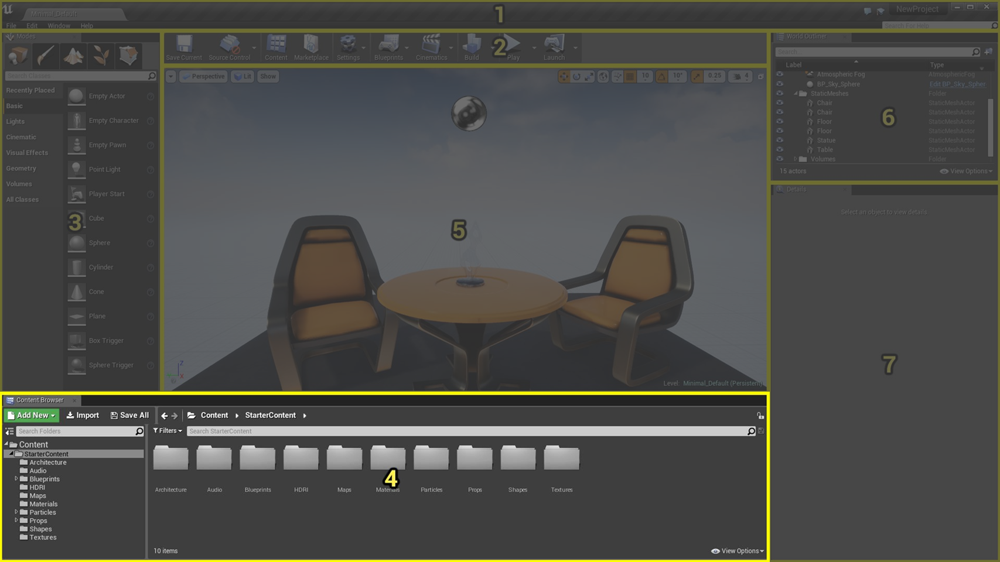 Minimal_Default
1
NewProject
File Edit Window Help
Search For Help
Modes
Save Current Source Control Content Marketplace Settings Blueprints Cinematics Build 2 Play Launch
World Outliner
Search...
Label Type
Search Classes
Perspective Lit Show
10 10° 0.25 4
Atmospheric Fog AtmosphericFog
BP_Sky_Sphere Edit BP_Sky_Spher
StaticMeshes Folder
Chair StaticMeshActor
Chair StaticMeshActor
Floor StaticMeshActor
6
Floor StaticMeshActor
Statue StaticMeshActor
Table StaticMeshActor
Volumes Folder
15 actors View Options
Recently Placed
Basic
Lights
Cinematic
Visual Effects
Geometry
Volumes
All Classes
Empty Actor
Empty Character
Empty Pawn
Point Light
Player Start
3 Cube
Sphere
Cylinder
Cone
Plane
Box Trigger
Sphere Trigger
5
Z
X
Level: Minimal_Default (Persistent)
Details
Select an object to view details
7
Content Browser
Add New Import Save All Content StarterContent
Search Folders
Filters Search StarterContent
Content
StarterContent
Architecture
Audio
Blueprints
HDRI
Maps
Materials
Particles
Props
Shapes
Textures
4
Architecture Audio Blueprints HDRI Maps Materials Particles Props Shapes Textures
10 items View Options